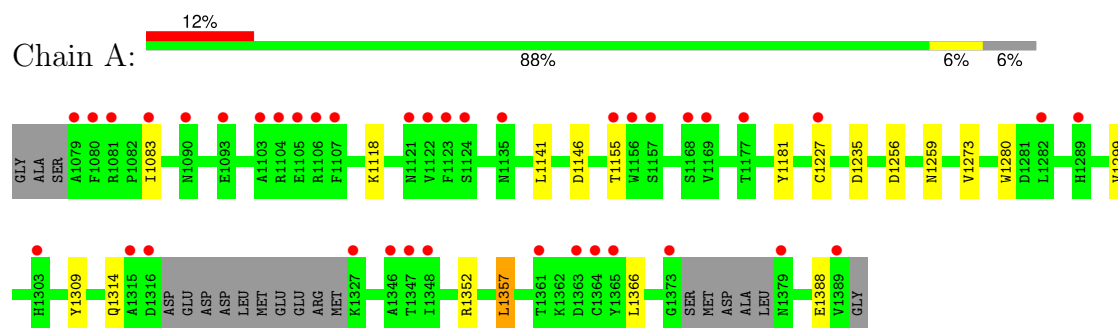 12%
Chain A:
88% 6% 6%
GLY ALA SER A1079 F1080 R1081 P1082 I1083 N1090 E1093 A1103 R1104 E1105 R1106 F1107 K1118 N1121 V1122 F1123 S1124 N1135 L1141 D1146 T1155 W1156 S1157 S1168 V1169 T1177 Y1181 C1227 D1235 D1256 N1259 V1273 W1280 D1281 L1282 H1289
H1303 Y1309 Q1314 A1315 D1316 ASP GLU ASP ASP LEU MET GLU GLU ARG MET K1327 A1346 T1347 I1348 R1352 L1357 T1361 K1362 D1363 C1364 Y1365 L1366 G1373 SER MET ASP ALA LEU N1379 E1388 V1389 GLY